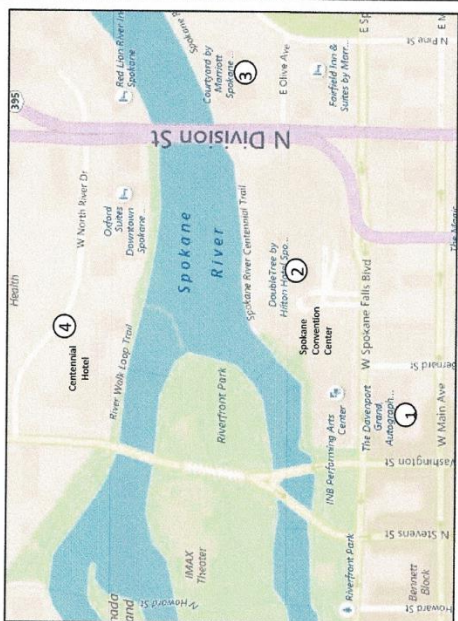 Health
395
W North River Dr
Red Lion River Inn
Spokane
Spokane
Oxford
Suites
Downtown
Spokane ...
4
Centennial
Hotel
River Walk Loop Trail
Spokane
River
N Division St
Courtyard by
Marriott
Spokane ...
3
E Olive Ave
N Pine St
Spokane River Centennial Trail
DoubleTree by
Hilton Hotel Spo...
2
Spokane
Convention
Center
Fairfield Inn &
Suites by Marr...
Riverfront Park
IMAX
Theater
N Howard St
INB Performing Arts
Center
W Spokane Falls Blvd
E Sp
The Davenport
Grand,
Autograph...
1
Bernard St
W Main Ave
E M
Washington St
N Stevens St
Riverfront Park
Bennett
Block
Howard St
The Magic
nada
and